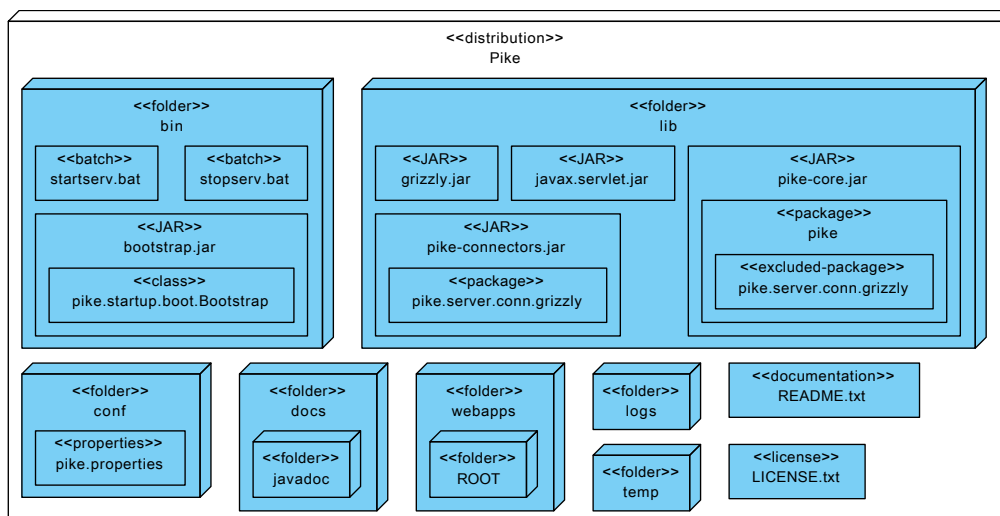 <<distribution>>
Pike
<<folder>>
bin
<<batch>>
startserv.bat
<<batch>>
stopserv.bat
<<JAR>>
bootstrap.jar
<<class>>
pike.startup.boot.Bootstrap
<<folder>>
lib
<<JAR>>
grizzly.jar
<<JAR>>
javax.servlet.jar
<<JAR>>
pike-connectors.jar
<<package>>
pike.server.conn.grizzly
<<JAR>>
pike-core.jar
<<package>>
pike
<<excluded-package>>
pike.server.conn.grizzly
<<folder>>
conf
<<properties>>
pike.properties
<<folder>>
docs
<<folder>>
javadoc
<<folder>>
webapps
<<folder>>
ROOT
<<folder>>
logs
<<folder>>
temp
<<documentation>>
README.txt
<<license>>
LICENSE.txt